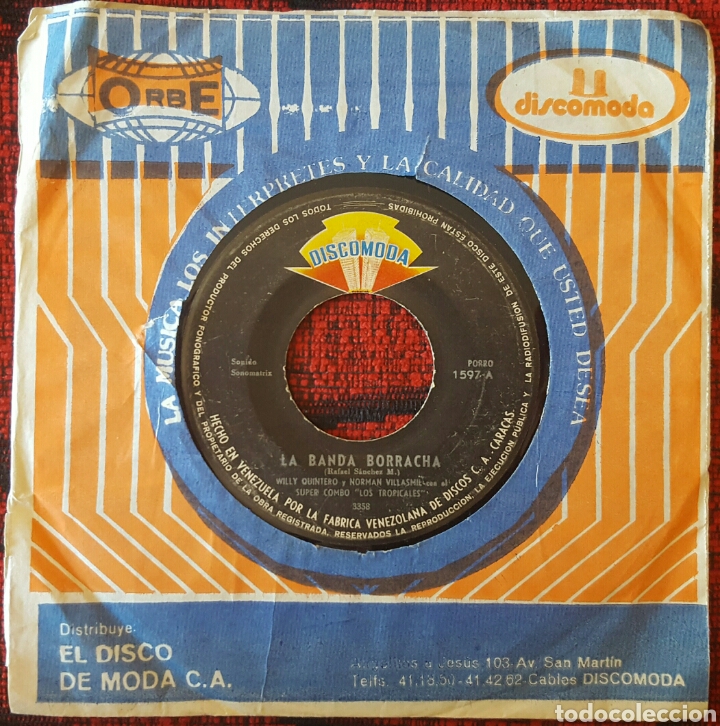 ORBE
discomoda
LA MUSICA LOS INTERPRETES Y LA CALIDAD QUE USTED DESEA
TODOS LOS DERECHOS DEL PRODUCTOR FONOGRAFICO Y DEL PROPIETARIO DE LA OBRA REGISTRADA, RESERVADOS LA REPRODUCCION, LA EJECUCION PUBLICA Y LA RADIODIFUSION DE ESTE DISCO ESTAN PROHIBIDAS
DISCOMODA
Sonido
Sonomatrix
PORRO
1597-A
LA BANDA BORRACHA
(Rafael Sánchez M.)
WILLY QUINTERO y NORMAN VILLASMIL con el
SUPER COMBO "LOS TROPICALES"
3358
HECHO EN VENEZUELA POR LA FABRICA VENEZOLANA DE DISCOS C. A. CARACAS.
Distribuye:
EL DISCO
DE MODA C.A.
a Jesús 103-Av. San Martín
Telfs. 41.18.50-41.42.62-Cables DISCOMODA
todocoleccion